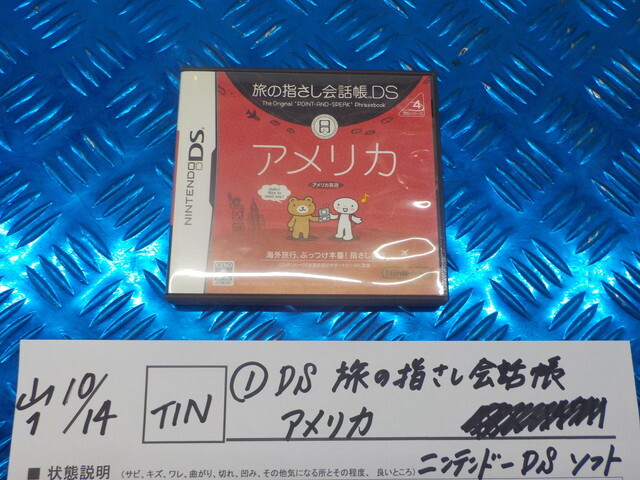 旅の指さし会話帳 DS
The Original "POINT-AND-SPEAK" Phrasebook
4
NINTENDO DS
アメリカ
アメリカ英語
海外旅行、ぶっつけ本番！指さし
山1 10/14
TIN
① DS 旅の指さし会話帳
アメリカ
ニンテンドーDS ソフト
■ 状態説明 (サビ、キズ、ワレ、曲がり、切れ、凹み、その他気になる所とその程度、良いところ)